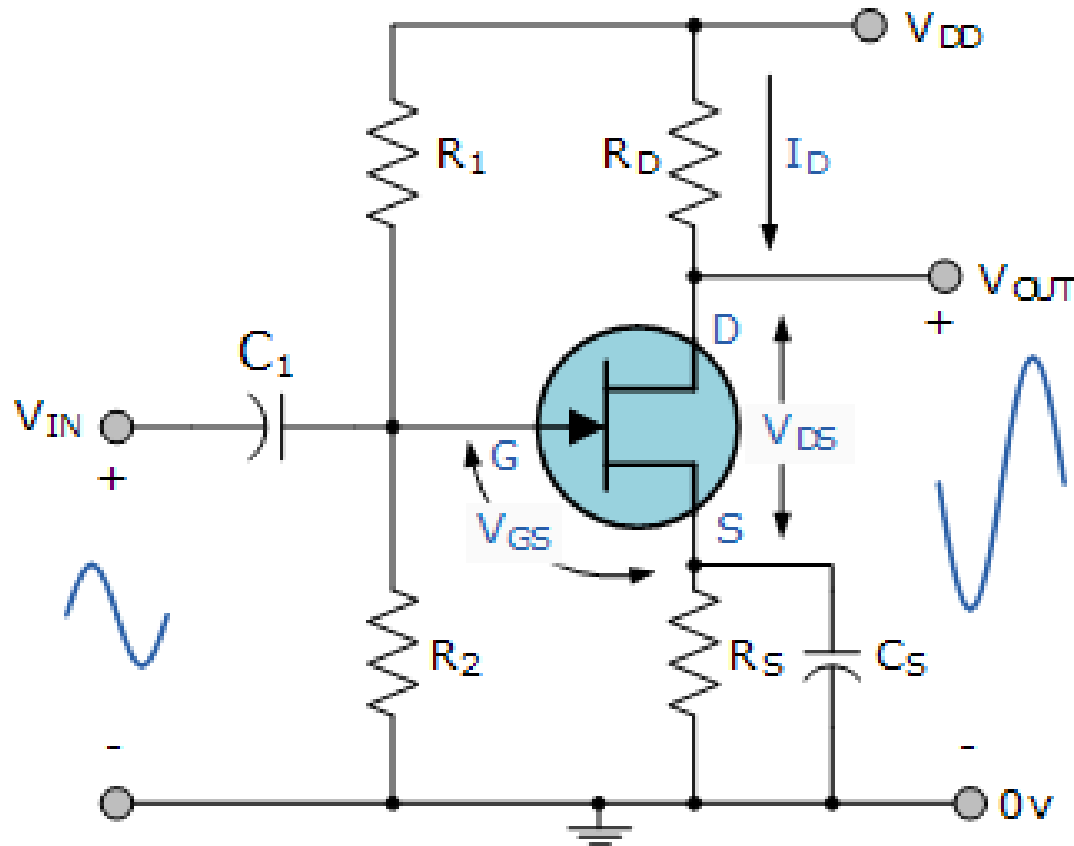 VDD
R1
RD
ID
VOUT
+
D
C1
VIN
+
G
VDS
VGS
S
R2
RS
CS
-
-
0v